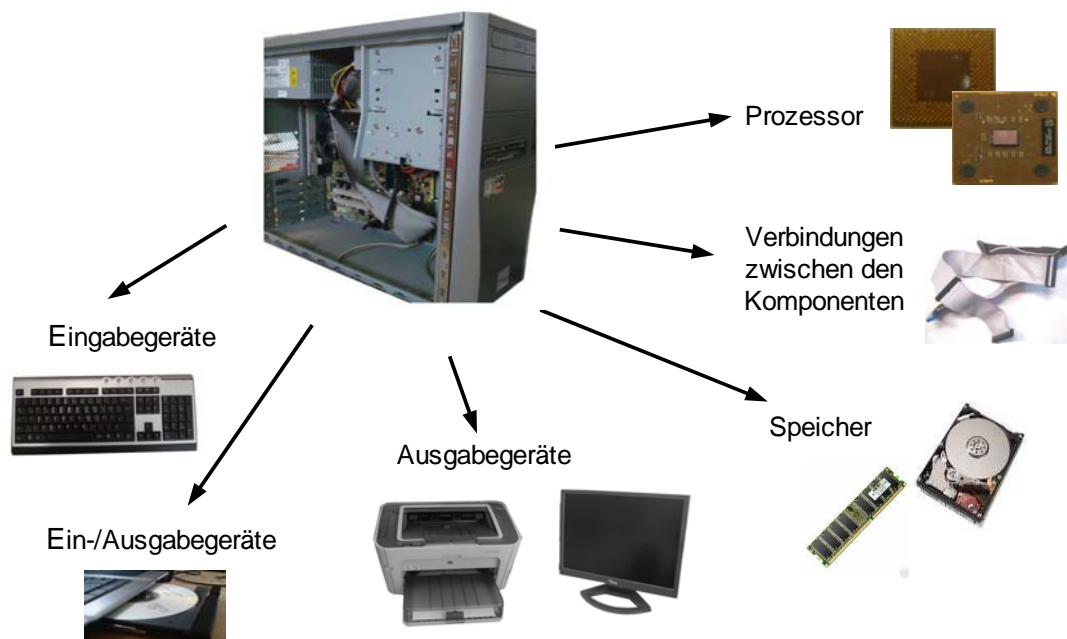 Prozessor
Verbindungen
zwischen den
Komponenten
Eingabegeräte
Speicher
Ausgabegeräte
Ein-/Ausgabegeräte